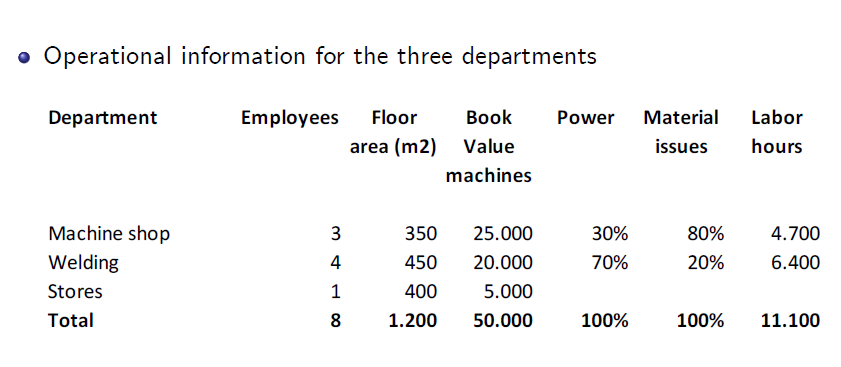 Operational information for the three departments
Department Employees Floor Book Power Material Labor
area (m2) Value issues hours
machines
Machine shop 3 350 25.000 30% 80% 4.700
Welding 4 450 20.000 70% 20% 6.400
Stores 1 400 5.000
Total 8 1.200 50.000 100% 100% 11.100